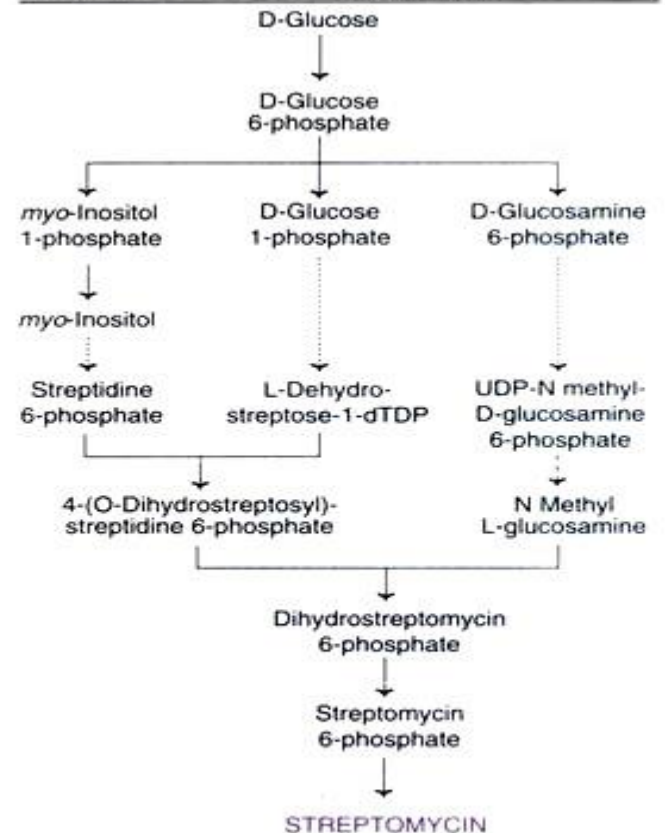 D-Glucose
D-Glucose
6-phosphate
myo-Inositol
1-phosphate
D-Glucose
1-phosphate
D-Glucosamine
6-phosphate
myo-Inositol
Streptidine
6-phosphate
L-Dehydro-
streptose-1-dTDP
UDP-N methyl-
D-glucosamine
6-phosphate
4-(O-Dihydrostreptosyl)-
streptidine 6-phosphate
N Methyl
L-glucosamine
Dihydrostreptomycin
6-phosphate
Streptomycin
6-phosphate
STREPTOMYCIN